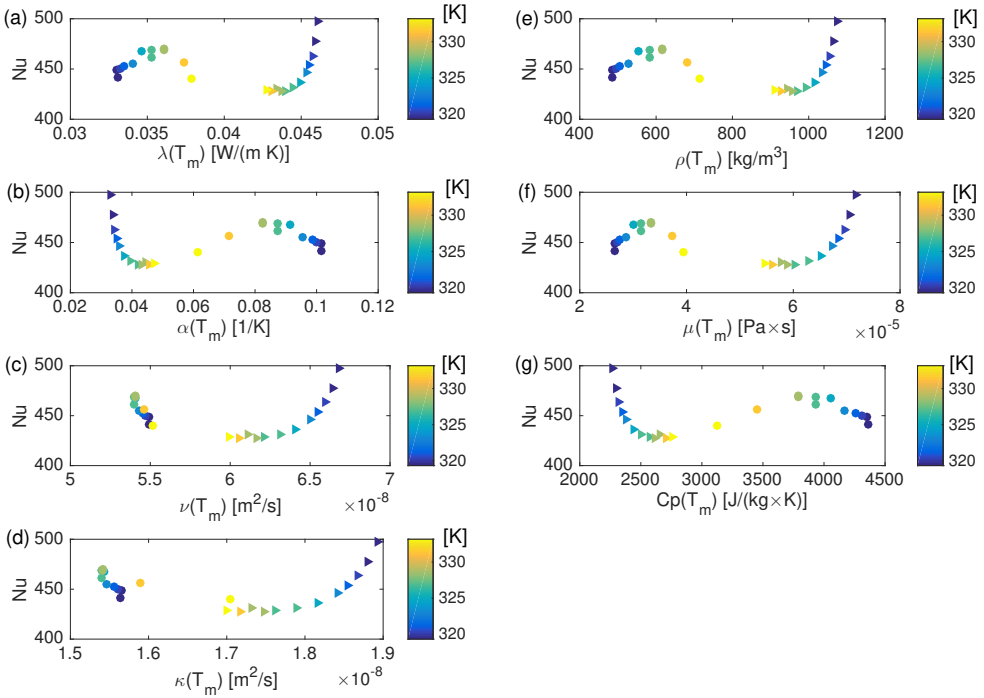 (a)
Nu
500
450
400
0.03
0.035
0.04
0.045
0.05
λ(T_m) [W/(m K)]
[K]
330
325
320
(e)
Nu
500
450
400
400
600
800
1000
1200
ρ(T_m) [kg/m^3]
[K]
330
325
320
(b)
Nu
500
450
400
0.02
0.04
0.06
0.08
0.1
0.12
α(T_m) [1/K]
[K]
330
325
320
(f)
Nu
500
450
400
2
4
6
8
μ(T_m) [Pa×s]
×10^-5
[K]
330
325
320
(c)
Nu
500
450
400
5
5.5
6
6.5
7
ν(T_m) [m^2/s]
×10^-8
[K]
330
325
320
(g)
Nu
500
450
400
2000
2500
3000
3500
4000
4500
Cp(T_m) [J/(kg×K)]
[K]
330
325
320
(d)
Nu
500
450
400
1.5
1.6
1.7
1.8
1.9
κ(T_m) [m^2/s]
×10^-8
[K]
330
325
320